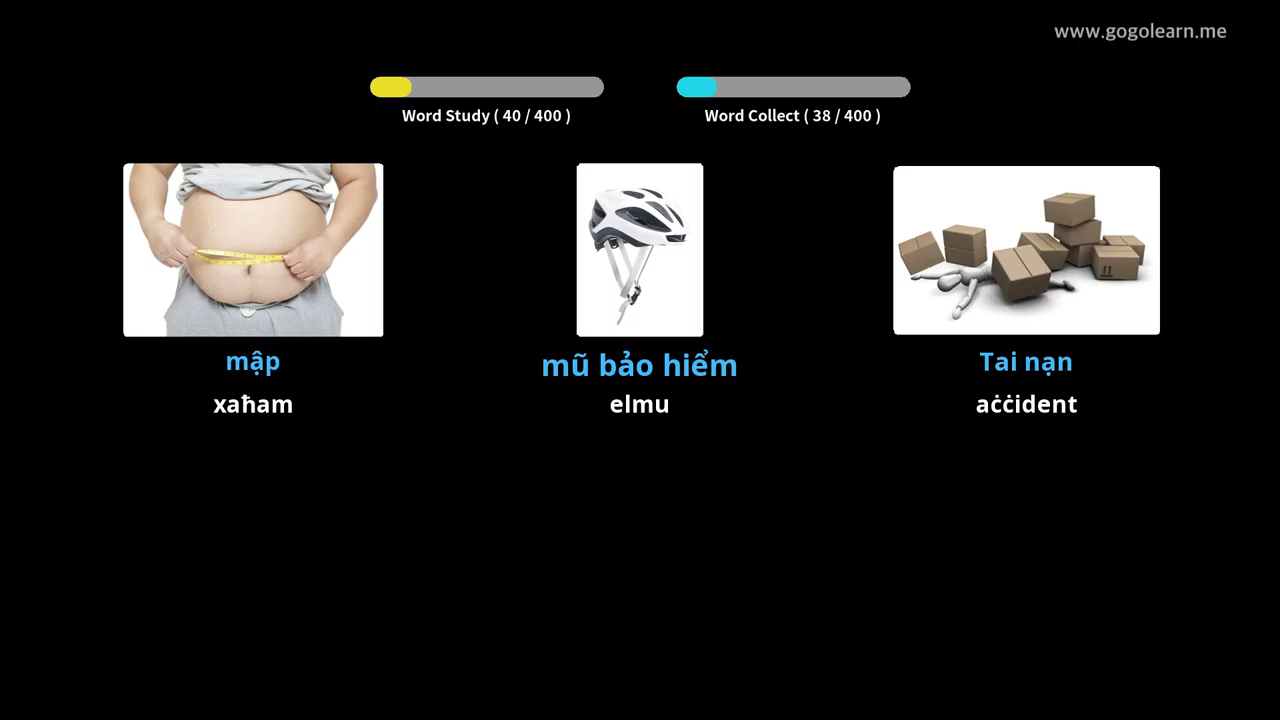 www.gogolearn.me
Word Study ( 40 / 400 )
Word Collect ( 38 / 400 )
mập
xaħam
mũ bảo hiểm
elmu
Tai nạn
aċċident